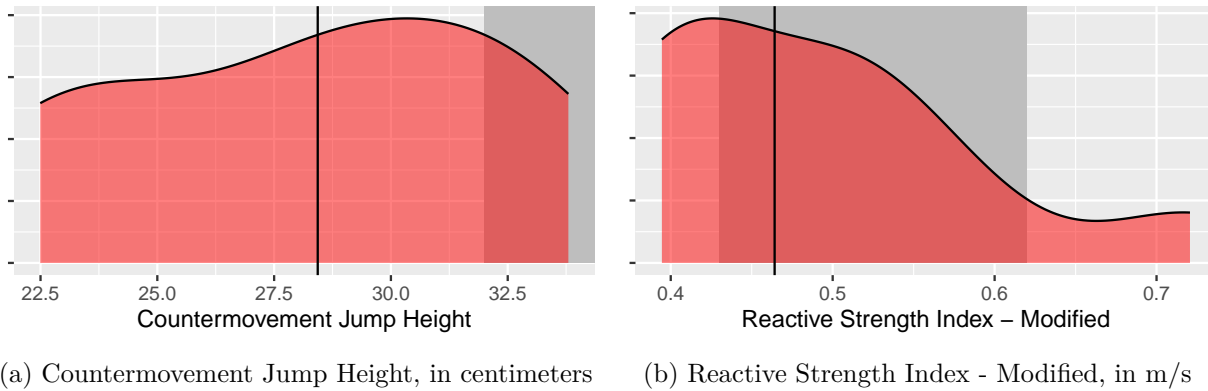 22.5 25.0 27.5 30.0 32.5
Countermovement Jump Height
(a) Countermovement Jump Height, in centimeters
0.4 0.5 0.6 0.7
Reactive Strength Index − Modified
(b) Reactive Strength Index - Modified, in m/s